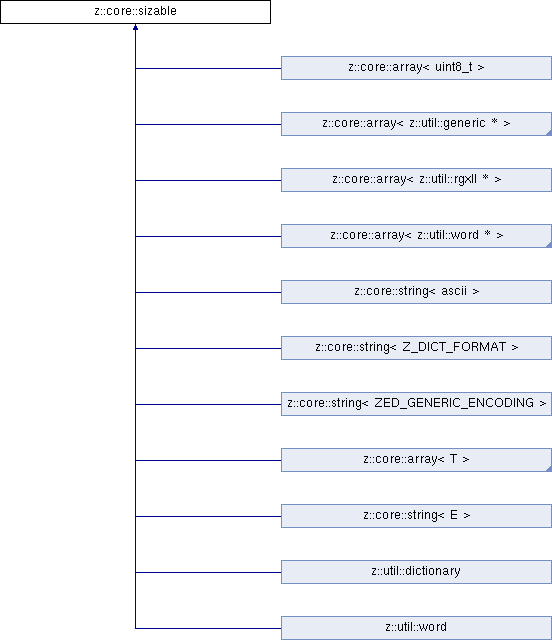 z::core::sizable
z::core::array< uint8_t >
z::core::array< z::util::generic * >
z::core::array< z::util::rgxll * >
z::core::array< z::util::word * >
z::core::string< ascii >
z::core::string< Z_DICT_FORMAT >
z::core::string< ZED_GENERIC_ENCODING >
z::core::array< T >
z::core::string< E >
z::util::dictionary
z::util::word